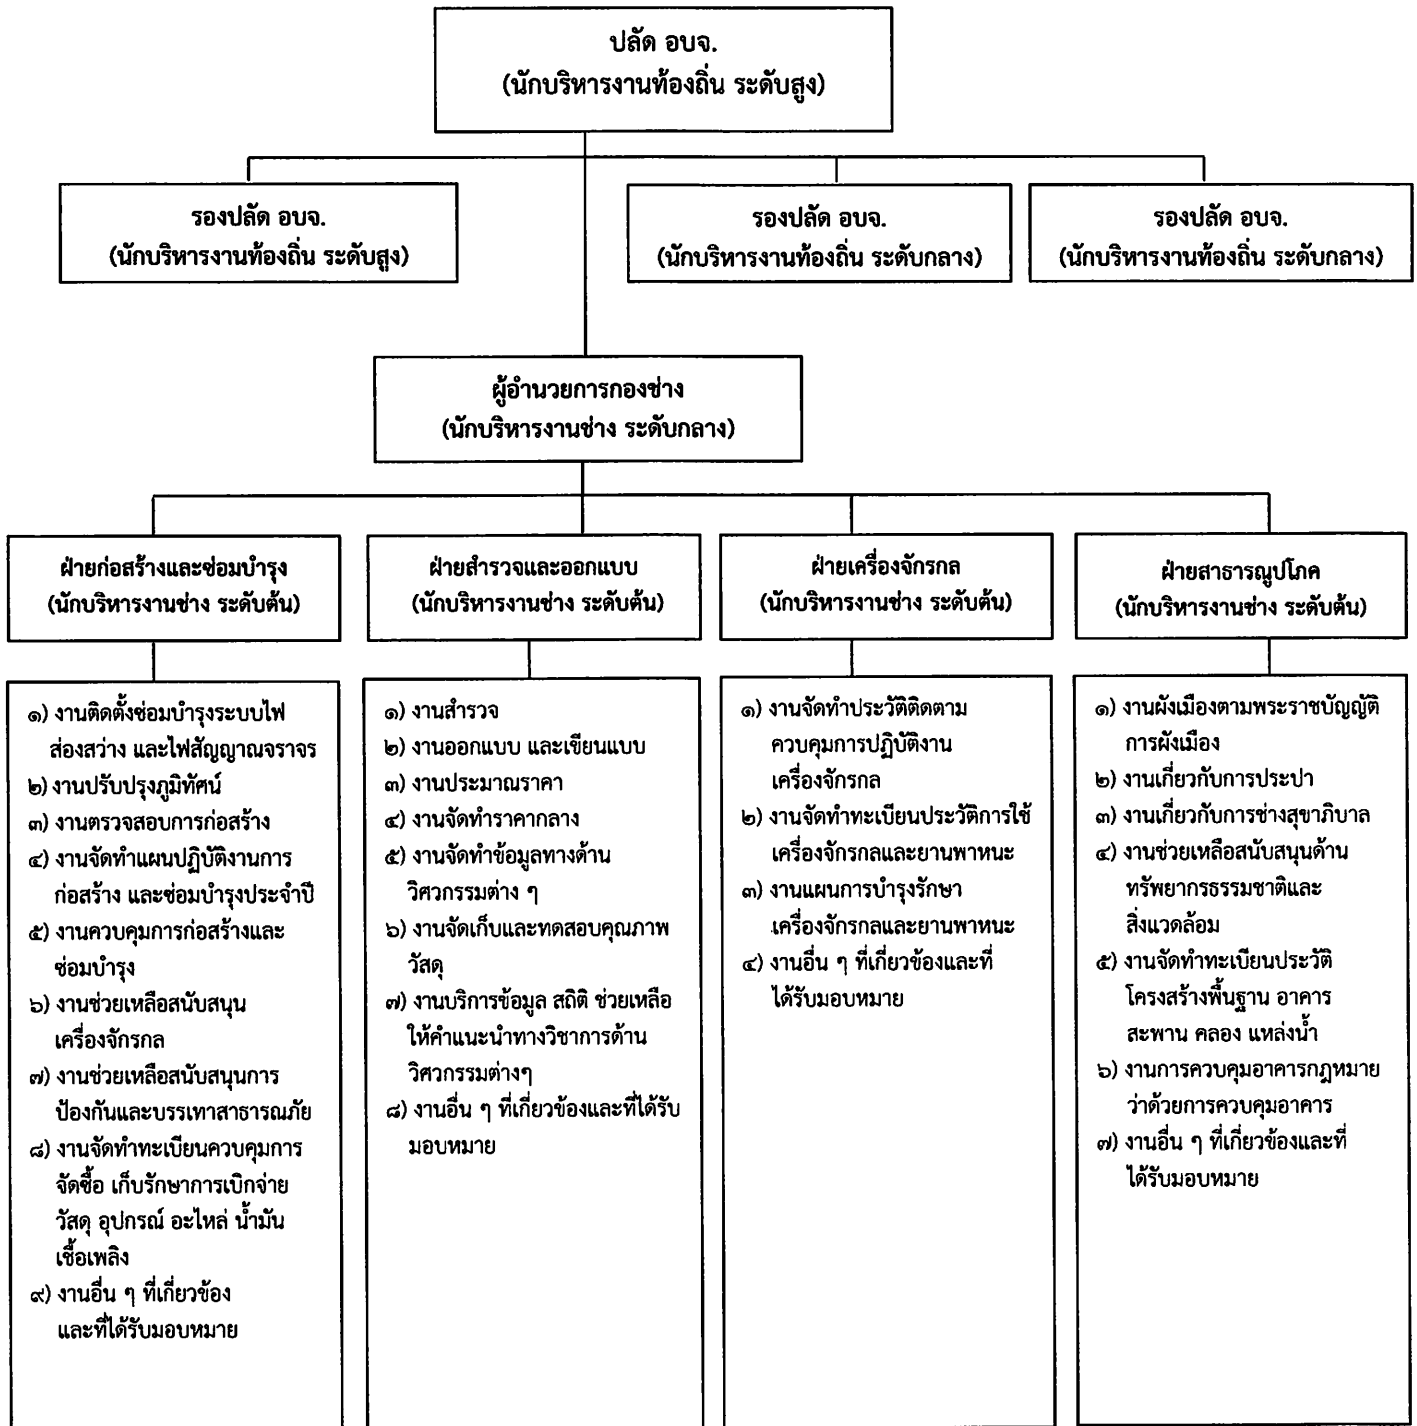 ปลัด อบจ.
(นักบริหารงานท้องถิ่น ระดับสูง)
รองปลัด อบจ.
(นักบริหารงานท้องถิ่น ระดับสูง)
รองปลัด อบจ.
(นักบริหารงานท้องถิ่น ระดับกลาง)
รองปลัด อบจ.
(นักบริหารงานท้องถิ่น ระดับกลาง)
ผู้อำนวยการกองช่าง
(นักบริหารงานช่าง ระดับกลาง)
ฝ่ายก่อสร้างและซ่อมบำรุง
(นักบริหารงานช่าง ระดับต้น)
๑) งานติดตั้งซ่อมบำรุงระบบไฟ
ส่องสว่าง และไฟสัญญาณจราจร
๒) งานปรับปรุงภูมิทัศน์
๓) งานตรวจสอบการก่อสร้าง
๔) งานจัดทำแผนปฏิบัติงานการ
ก่อสร้าง และซ่อมบำรุงประจำปี
๕) งานควบคุมการก่อสร้างและ
ซ่อมบำรุง
๖) งานช่วยเหลือสนับสนุน
เครื่องจักรกล
๗) งานช่วยเหลือสนับสนุนการ
ป้องกันและบรรเทาสาธารณภัย
๘) งานจัดทำทะเบียนควบคุมการ
จัดซื้อ เก็บรักษาการเบิกจ่าย
วัสดุ อุปกรณ์ อะไหล่ น้ำมัน
เชื้อเพลิง
๙) งานอื่น ๆ ที่เกี่ยวข้อง
และที่ได้รับมอบหมาย
ฝ่ายสำรวจและออกแบบ
(นักบริหารงานช่าง ระดับต้น)
๑) งานสำรวจ
๒) งานออกแบบ และเขียนแบบ
๓) งานประมาณราคา
๔) งานจัดทำราคากลาง
๕) งานจัดทำข้อมูลทางด้าน
วิศวกรรมต่าง ๆ
๖) งานจัดเก็บและทดสอบคุณภาพ
วัสดุ
๗) งานบริการข้อมูล สถิติ ช่วยเหลือ
ให้คำแนะนำทางวิชาการด้าน
วิศวกรรมต่างๆ
๘) งานอื่น ๆ ที่เกี่ยวข้องและที่ได้รับ
มอบหมาย
ฝ่ายเครื่องจักรกล
(นักบริหารงานช่าง ระดับต้น)
๑) งานจัดทำประวัติติดตาม
ควบคุมการปฏิบัติงาน
เครื่องจักรกล
๒) งานจัดทำทะเบียนประวัติการใช้
เครื่องจักรกลและยานพาหนะ
๓) งานแผนการบำรุงรักษา
เครื่องจักรกลและยานพาหนะ
๔) งานอื่น ๆ ที่เกี่ยวข้องและที่
ได้รับมอบหมาย
ฝ่ายสาธารณูปโภค
(นักบริหารงานช่าง ระดับต้น)
๑) งานผังเมืองตามพระราชบัญญัติ
การผังเมือง
๒) งานเกี่ยวกับการประปา
๓) งานเกี่ยวกับการช่างสุขาภิบาล
๔) งานช่วยเหลือสนับสนุนด้าน
ทรัพยากรธรรมชาติและ
สิ่งแวดล้อม
๕) งานจัดทำทะเบียนประวัติ
โครงสร้างพื้นฐาน อาคาร
สะพาน คลอง แหล่งน้ำ
๖) งานการควบคุมอาคารกฎหมาย
ว่าด้วยการควบคุมอาคาร
๗) งานอื่น ๆ ที่เกี่ยวข้องและที่
ได้รับมอบหมาย